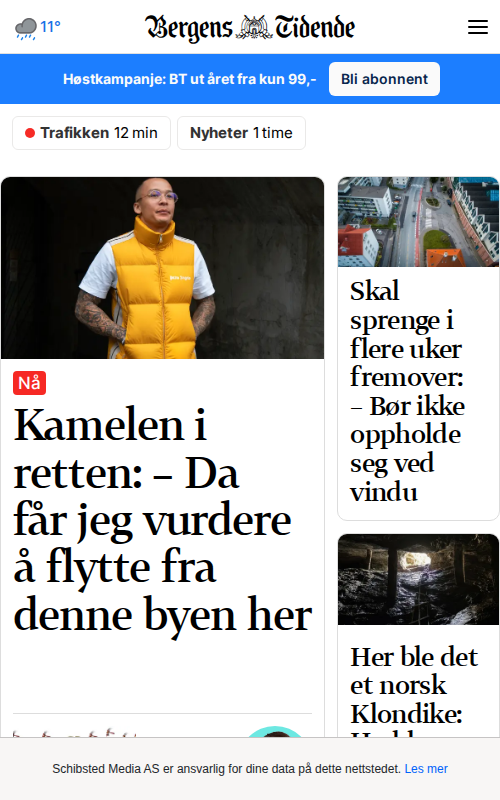 11°
Bergens Tidende
Høstkampanje: BT ut året fra kun 99,-
Bli abonnent
Trafikken 12 min
Nyheter 1 time
Nå
Kamelen i
retten: – Da
får jeg vurdere
å flytte fra
denne byen her
Skal
sprenge i
flere uker
fremover:
– Bør ikke
oppholde
seg ved
vindu
Her ble det
et norsk
Klondike:
Schibsted Media AS er ansvarlig for dine data på dette nettstedet. Les mer